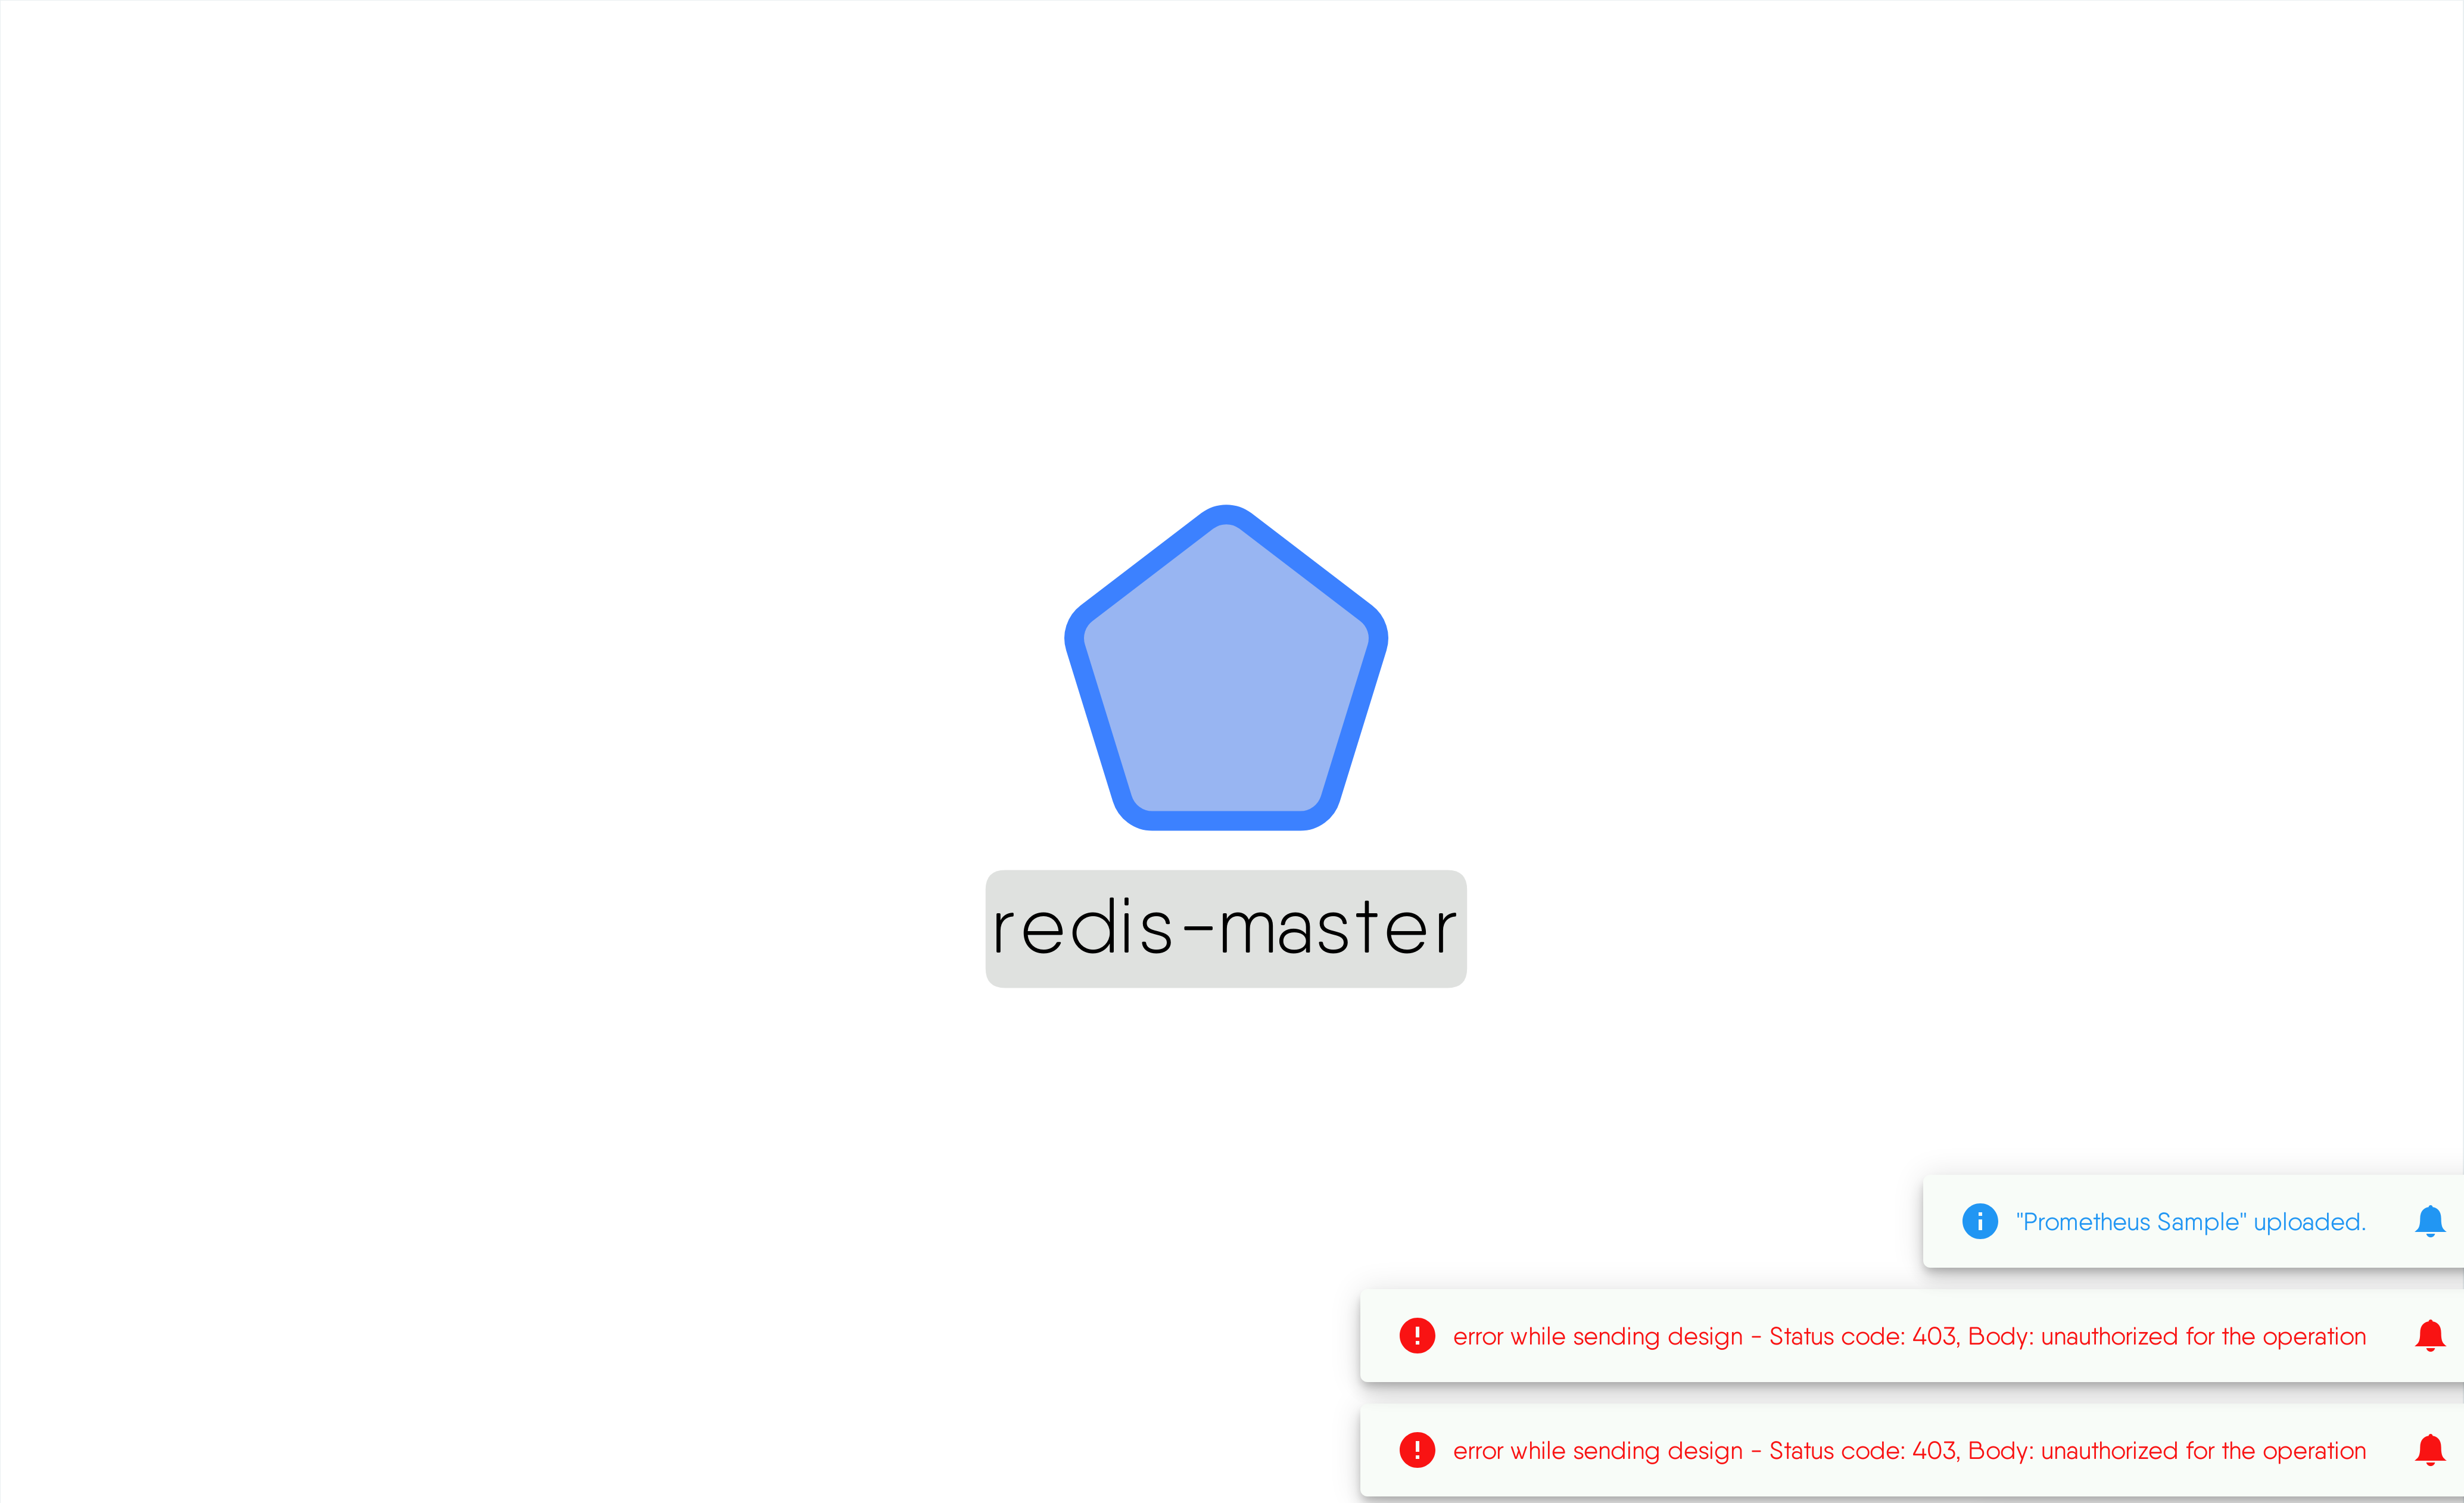 redis-master
"Prometheus Sample" uploaded.
error while sending design - Status code: 403, Body: unauthorized for the operation
error while sending design - Status code: 403, Body: unauthorized for the operation